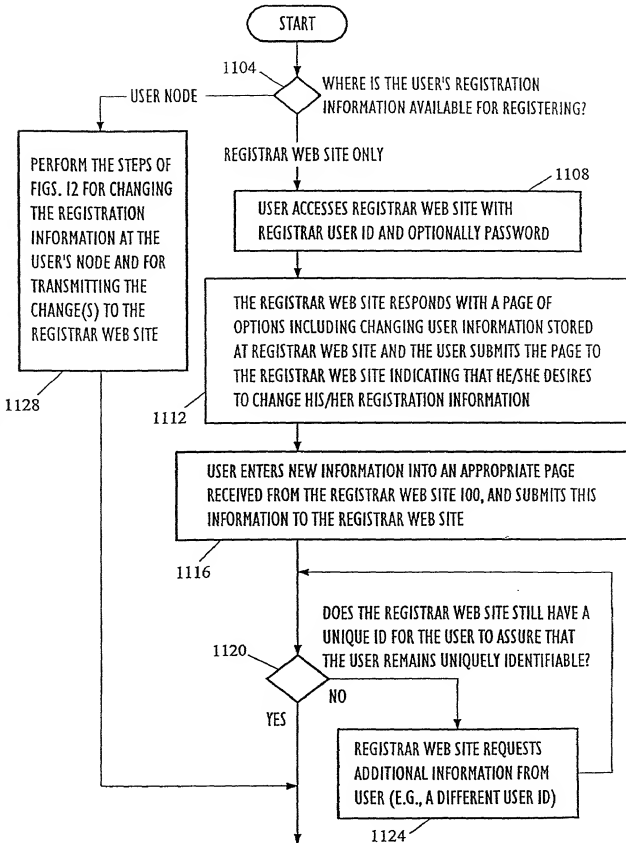 START
1104
WHERE IS THE USER'S REGISTRATION
INFORMATION AVAILABLE FOR REGISTERING?
USER NODE
REGISTRAR WEB SITE ONLY
PERFORM THE STEPS OF
FIGS. 12 FOR CHANGING
THE REGISTRATION
INFORMATION AT THE
USER'S NODE AND FOR
TRANSMITTING THE
CHANGE(S) TO THE
REGISTRAR WEB SITE
1128
1108
USER ACCESSES REGISTRAR WEB SITE WITH
REGISTRAR USER ID AND OPTIONALLY PASSWORD
THE REGISTRAR WEB SITE RESPONDS WITH A PAGE OF
OPTIONS INCLUDING CHANGING USER INFORMATION STORED
AT REGISTRAR WEB SITE AND THE USER SUBMITS THE PAGE TO
THE REGISTRAR WEB SITE INDICATING THAT HE/SHE DESIRES
TO CHANGE HIS/HER REGISTRATION INFORMATION
1112
USER ENTERS NEW INFORMATION INTO AN APPROPRIATE PAGE
RECEIVED FROM THE REGISTRAR WEB SITE 100, AND SUBMITS THIS
INFORMATION TO THE REGISTRAR WEB SITE
1116
DOES THE REGISTRAR WEB SITE STILL HAVE A
UNIQUE ID FOR THE USER TO ASSURE THAT
THE USER REMAINS UNIQUELY IDENTIFIABLE?
1120
NO
YES
REGISTRAR WEB SITE REQUESTS
ADDITIONAL INFORMATION FROM
USER (E.G., A DIFFERENT USER ID)
1124